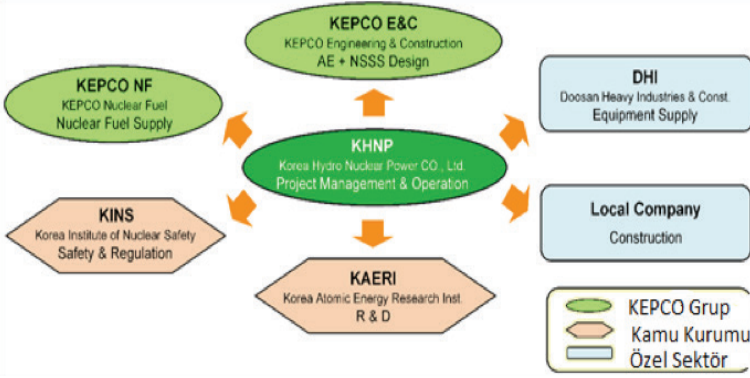 KEPCO E&C
KEPCO Engineering & Construction
AE + NSSS Design
KEPCO NF
KEPCO Nuclear Fuel
Nuclear Fuel Supply
DHI
Doosan Heavy Industries & Const.
Equipment Supply
KHNP
Korea Hydro Nuclear Power CO., Ltd.
Project Management & Operation
KINS
Korea Institute of Nuclear Safety
Safety & Regulation
Local Company
Construction
KAERI
Korea Atomic Energy Research Inst.
R & D
KEPCO Grup
Kamu Kurumu
Özel Sektör